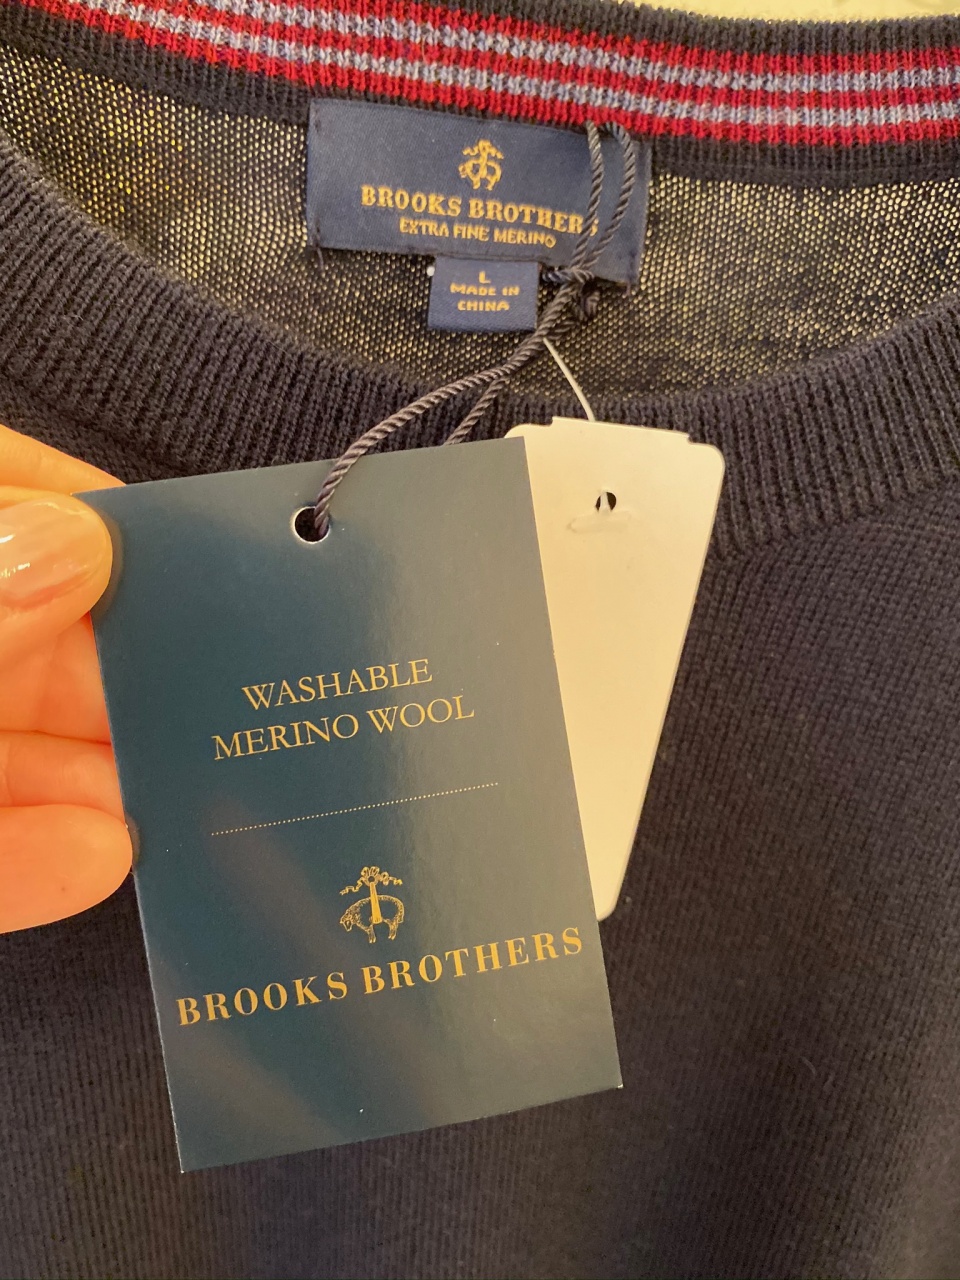 BROOKS BROTHERS
EXTRA FINE MERINO
L
MADE IN
CHINA
WASHABLE
MERINO WOOL
BROOKS BROTHERS